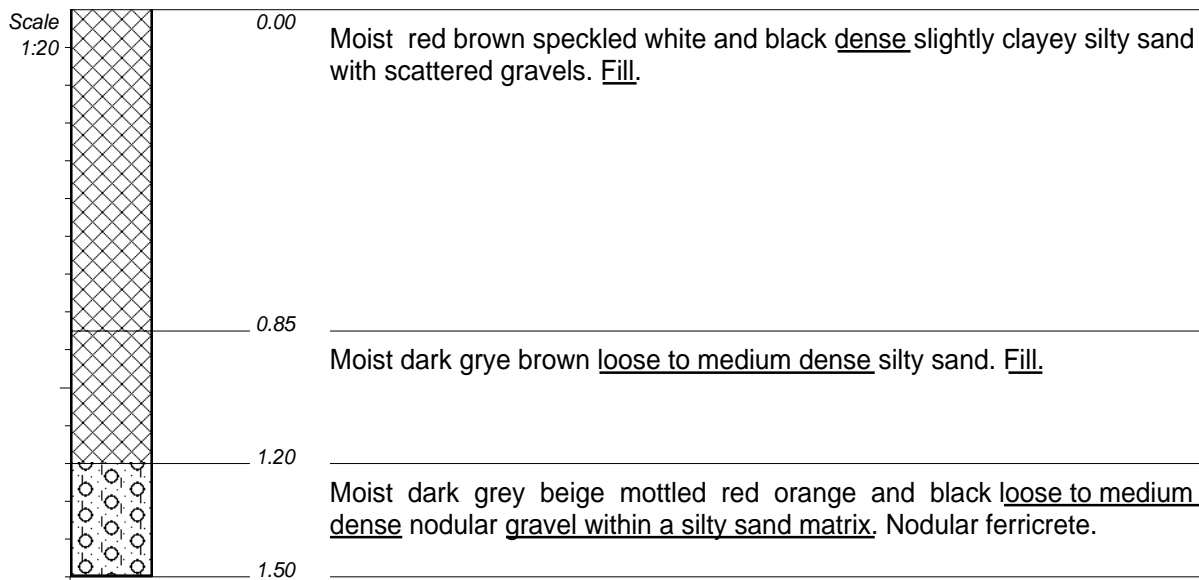 Scale
1:20
0.00
Moist red brown speckled white and black dense slightly clayey silty sand
with scattered gravels. Fill.
0.85
Moist dark grye brown loose to medium dense silty sand. Fill.
1.20
Moist dark grey beige mottled red orange and black loose to medium
dense nodular gravel within a silty sand matrix. Nodular ferricrete.
1.50